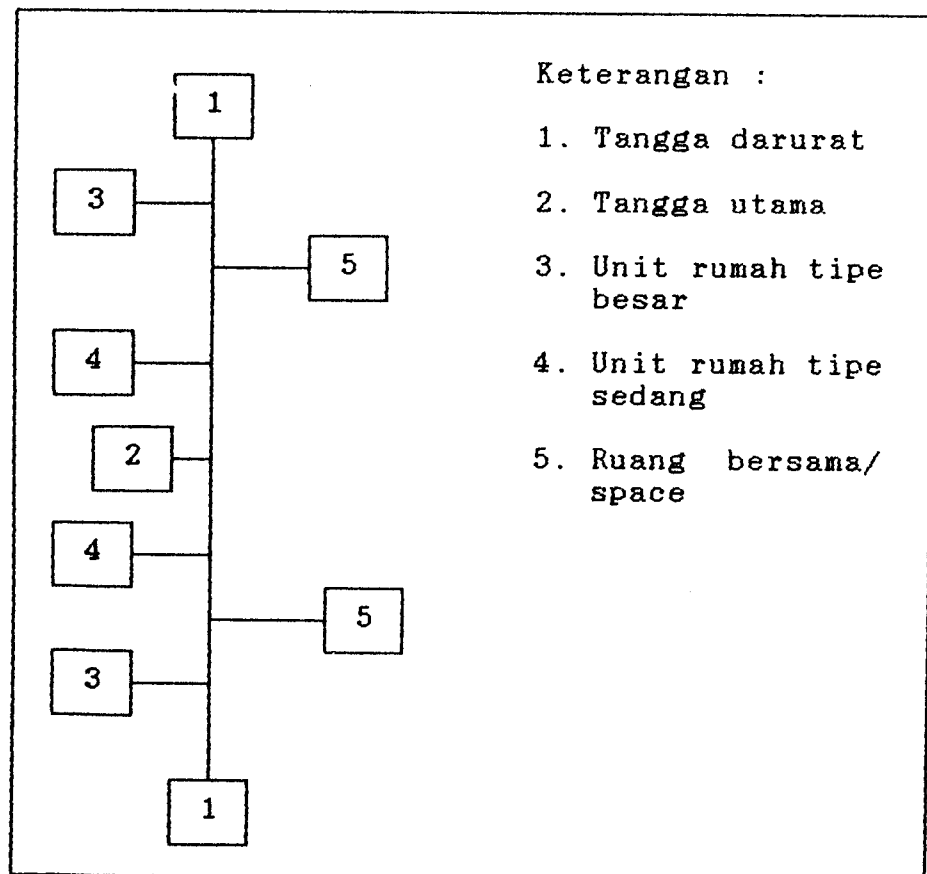 1
3
5
4
2
4
5
3
1
Keterangan :
1. Tangga darurat
2. Tangga utama
3. Unit rumah tipe
besar
4. Unit rumah tipe
sedang
5. Ruang bersama/
space